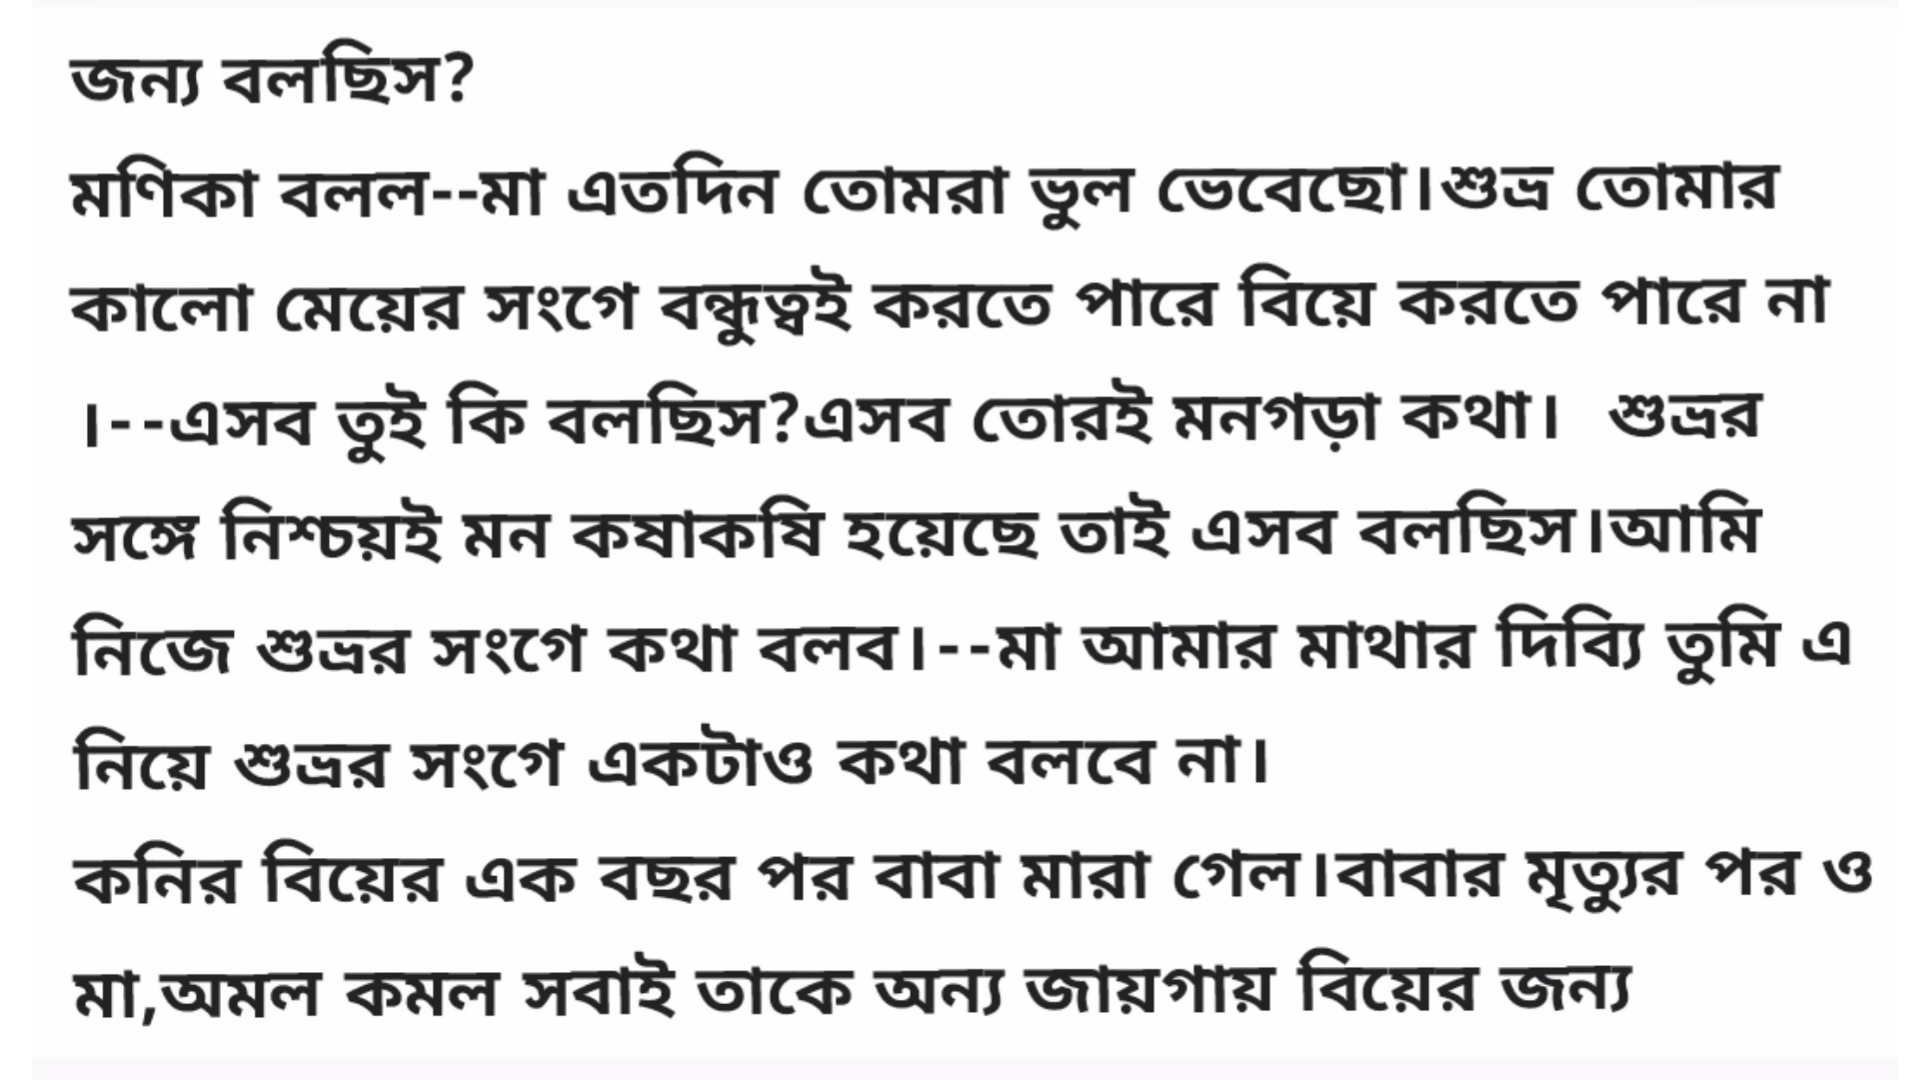 জন্য বলছিস?
মণিকা বলল--মা এতদিন তোমরা ভুল ভেবেছো।শুভ্র তোমার
কালো মেয়ের সংগে বন্ধুত্বই করতে পারে বিয়ে করতে পারে না
।--এসব তুই কি বলছিস?এসব তোরই মনগড়া কথা।  শুভ্রর
সঙ্গে নিশ্চয়ই মন কষাকষি হয়েছে তাই এসব বলছিস।আমি
নিজে শুভ্রর সংগে কথা বলব।--মা আমার মাথার দিব্যি তুমি এ
নিয়ে শুভ্রর সংগে একটাও কথা বলবে না।
কনির বিয়ের এক বছর পর বাবা মারা গেল।বাবার মৃত্যুর পর ও
মা,অমল কমল সবাই তাকে অন্য জায়গায় বিয়ের জন্য